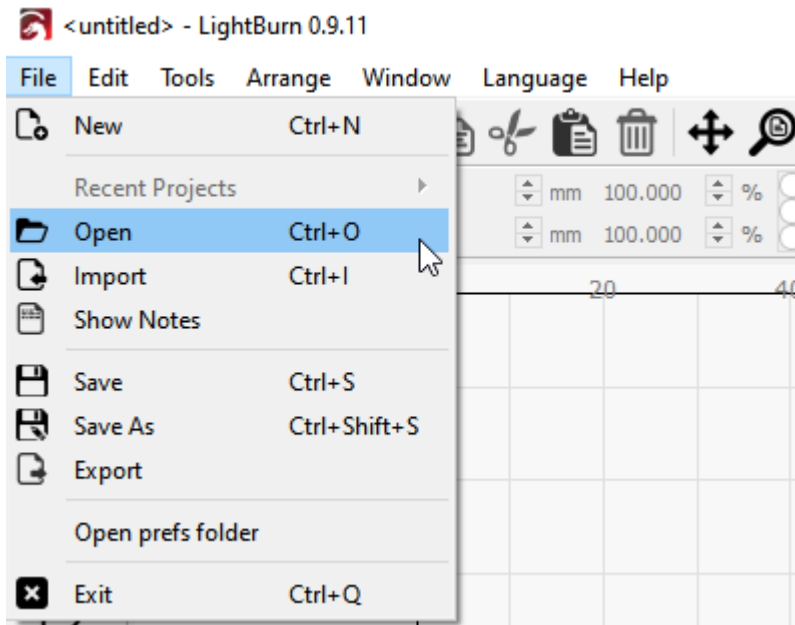 <untitled> - LightBurn 0.9.11
File Edit Tools Arrange Window Language Help
New Ctrl+N
Recent Projects
mm 100.000 %
Open Ctrl+O
mm 100.000 %
Import Ctrl+I
20 40
Show Notes
Save Ctrl+S
Save As Ctrl+Shift+S
Export
Open prefs folder
Exit Ctrl+Q